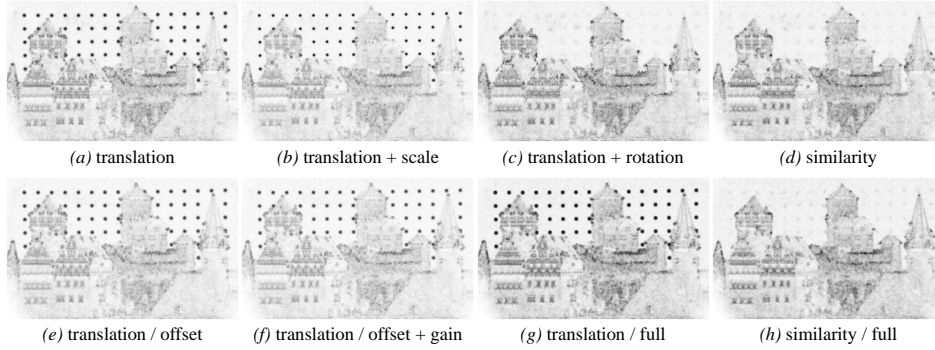 (a) translation
(b) translation + scale
(c) translation + rotation
(d) similarity
(e) translation / offset
(f) translation / offset + gain
(g) translation / full
(h) similarity / full